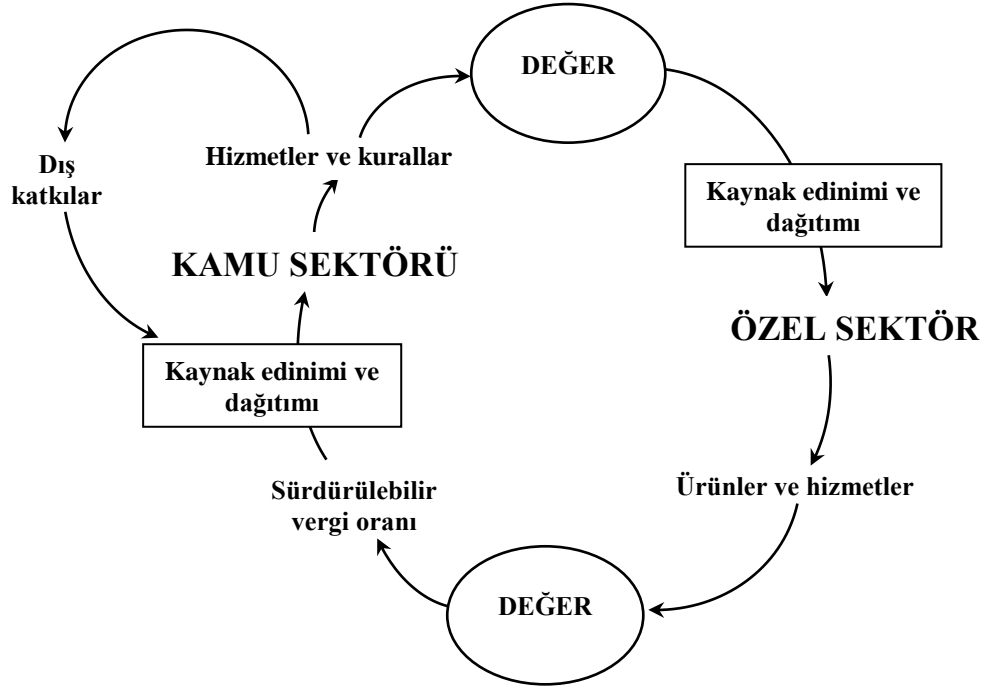 DEĞER
Hizmetler ve kurallar
Dış
katkılar
Kaynak edinimi ve
dağıtımı
KAMU SEKTÖRÜ
ÖZEL SEKTÖR
Kaynak edinimi ve
dağıtımı
Sürdürülebilir
vergi oranı
Ürünler ve hizmetler
DEĞER